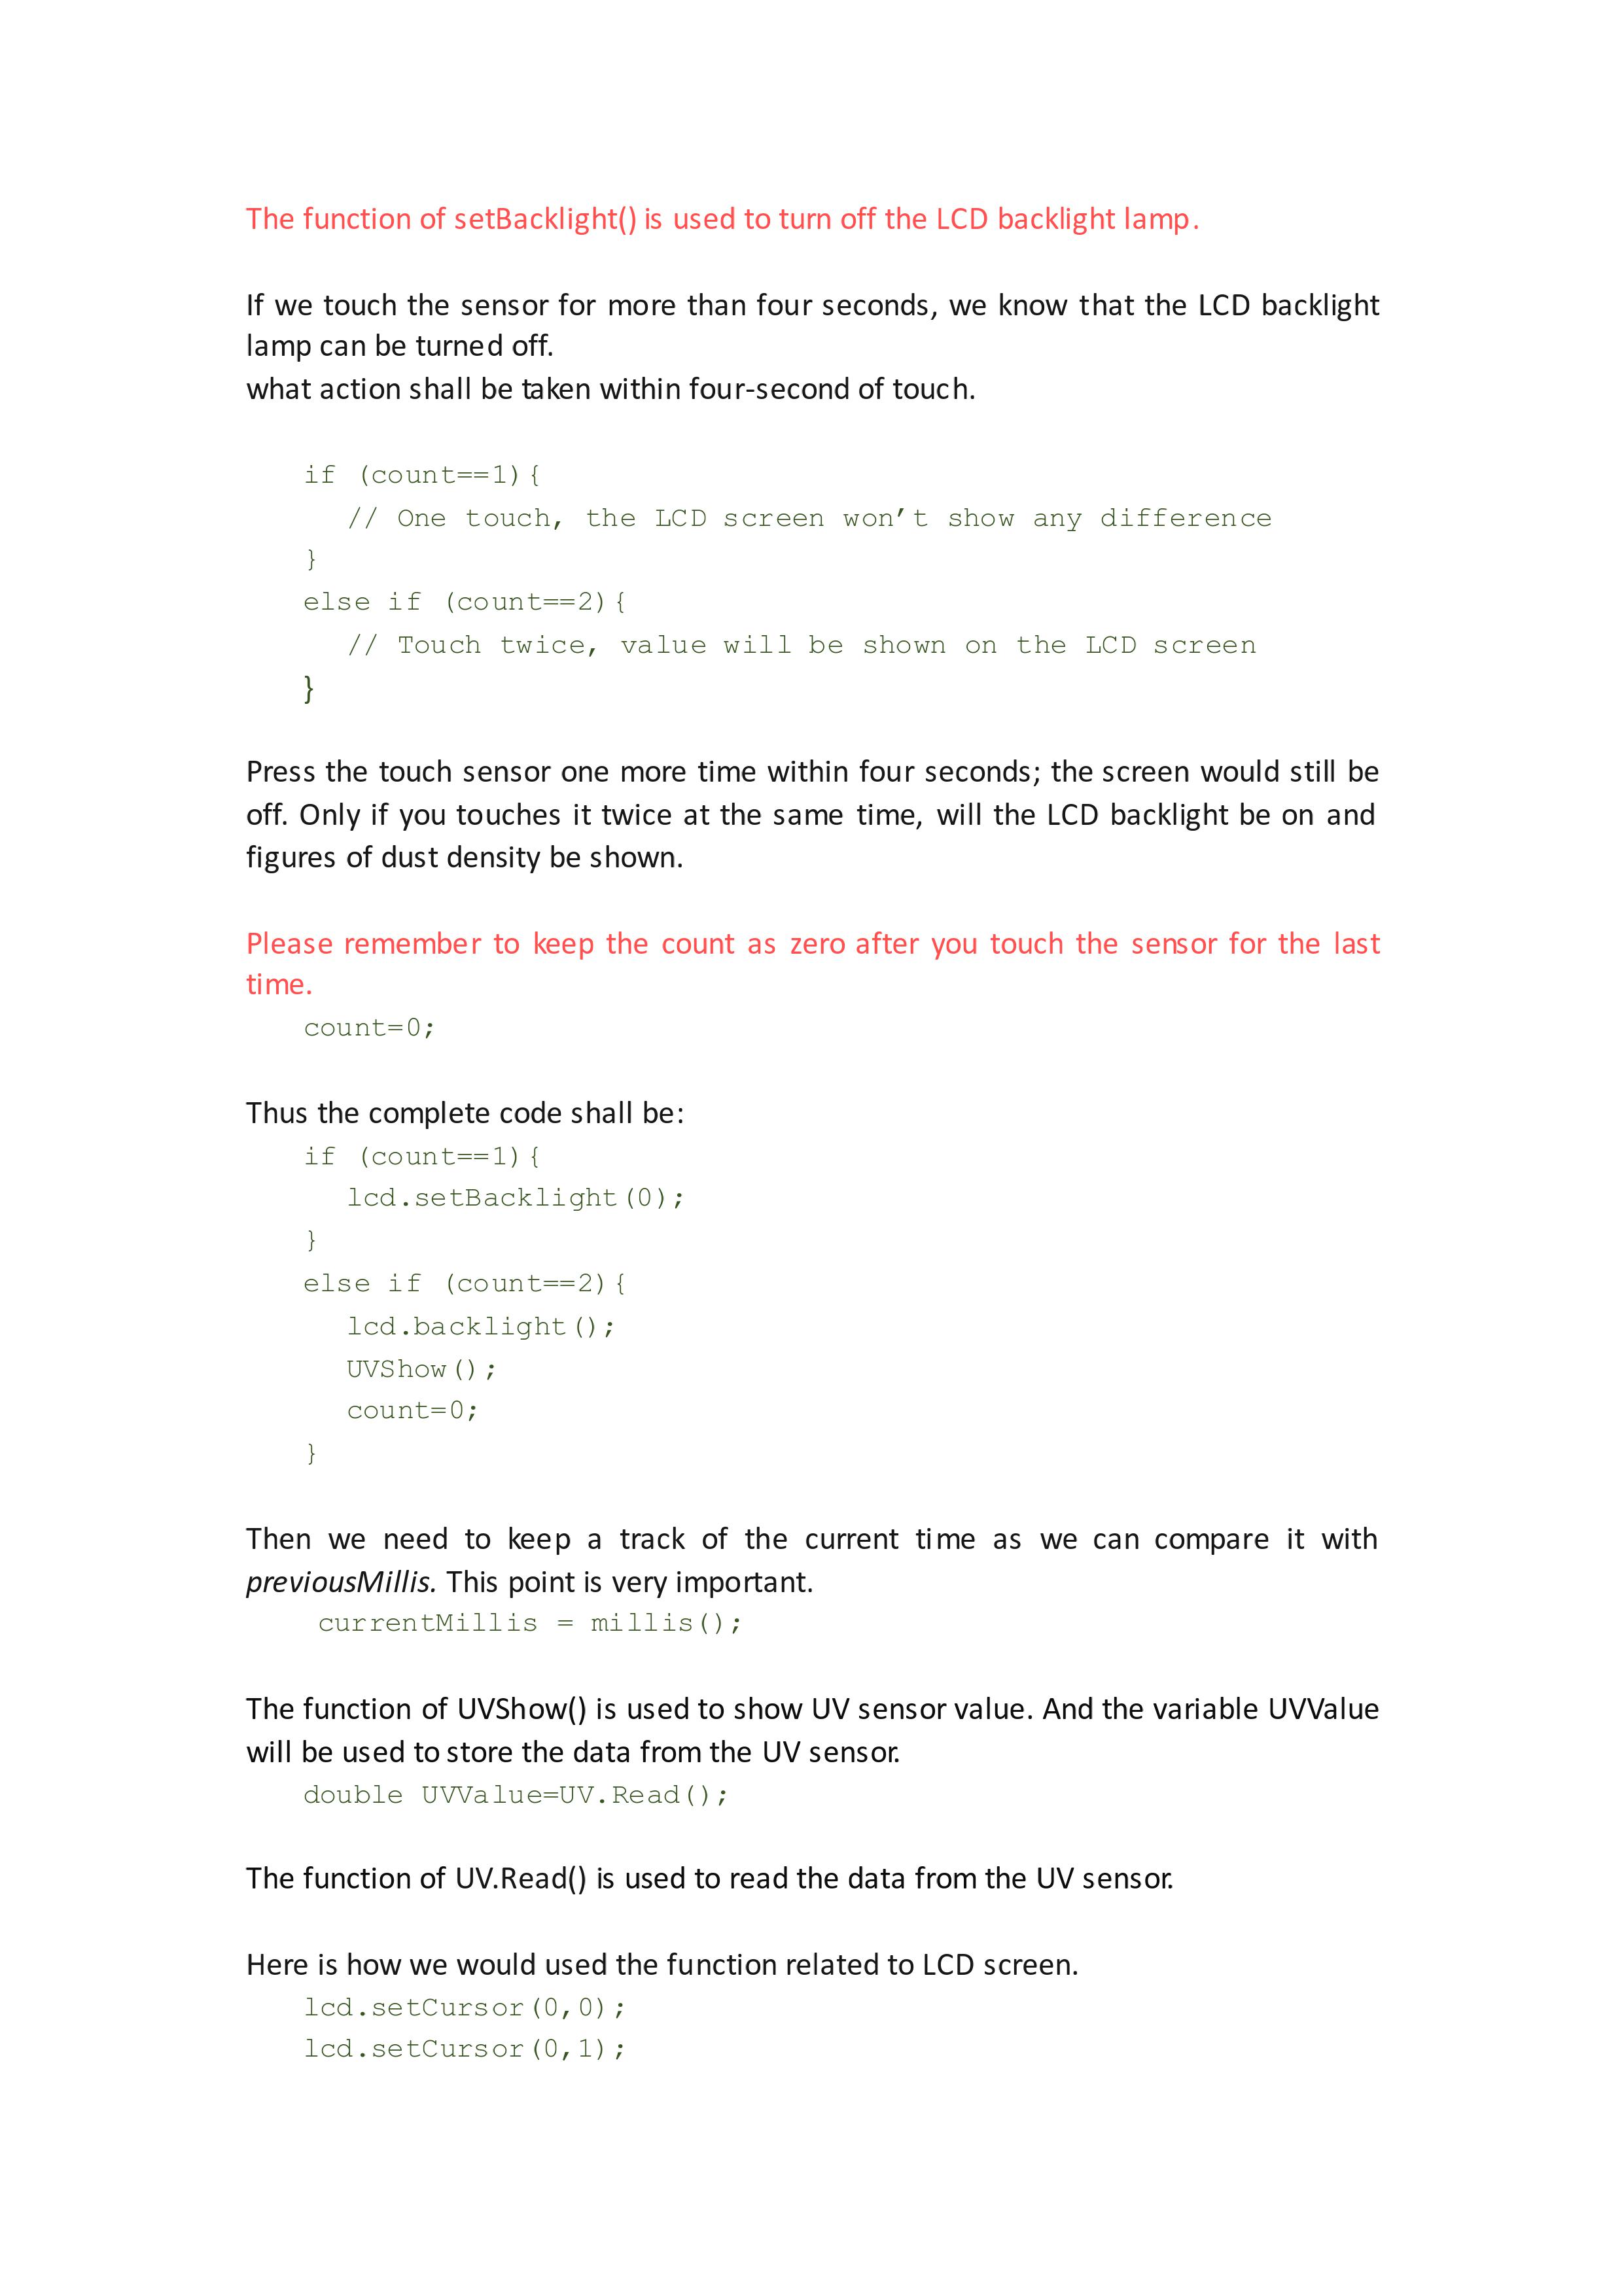 The function of setBacklight() is used to turn off the LCD backlight lamp.
If we touch the sensor for more than four seconds, we know that the LCD backlight
lamp can be turned off.
what action shall be taken within four-second of touch.
if (count==1){
// One touch, the LCD screen won’t show any difference
}
else if (count==2){
// Touch twice, value will be shown on the LCD screen
}
Press the touch sensor one more time within four seconds; the screen would still be
off. Only if you touches it twice at the same time, will the LCD backlight be on and
figures of dust density be shown.
Please remember to keep the count as zero after you touch the sensor for the last
time.
count=0;
Thus the complete code shall be:
if (count==1){
lcd.setBacklight(0);
}
else if (count==2){
lcd.backlight();
UVShow();
count=0;
}
Then we need to keep a track of the current time as we can compare it with
previousMillis. This point is very important.
currentMillis = millis();
The function of UVShow() is used to show UV sensor value. And the variable UVValue
will be used to store the data from the UV sensor.
double UVValue=UV.Read();
The function of UV.Read() is used to read the data from the UV sensor.
Here is how we would used the function related to LCD screen.
lcd.setCursor(0,0);
lcd.setCursor(0,1);